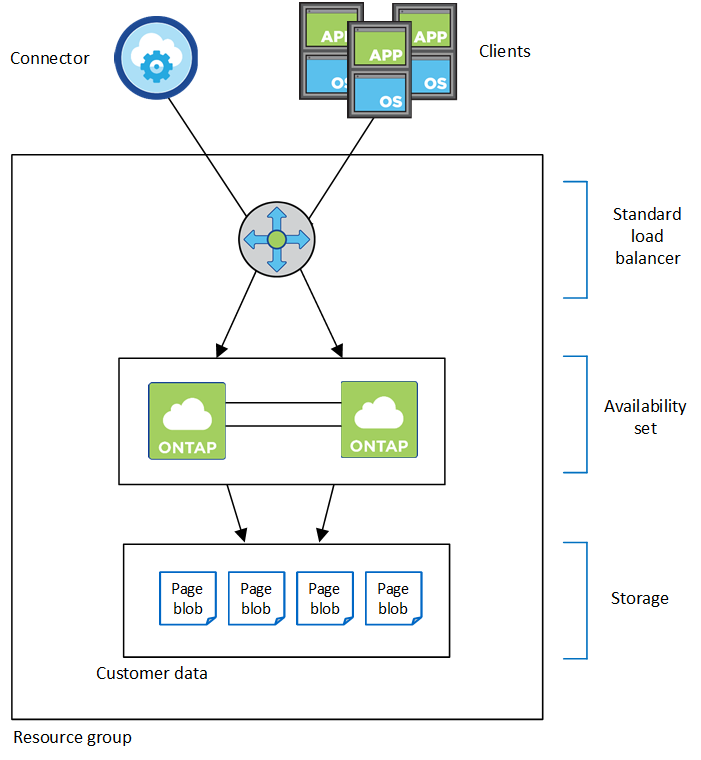 Connector
APP
APP
APP
OS
OS
OS
Clients
Standard
load
balancer
ONTAP
ONTAP
Availability
set
Page
blob
Page
blob
Page
blob
Page
blob
Storage
Customer data
Resource group